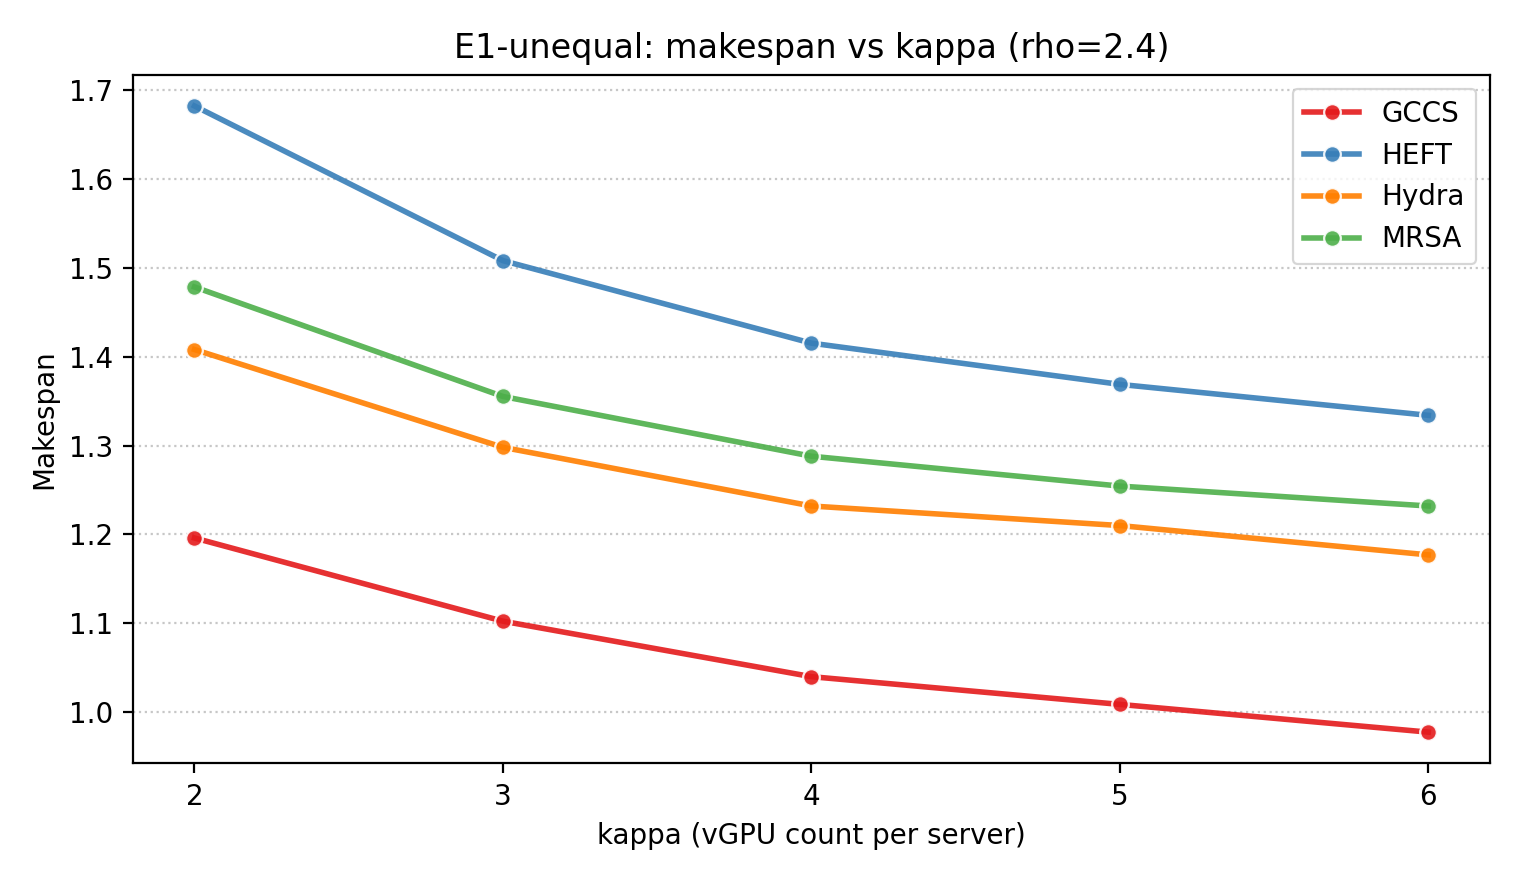 E1-unequal: makespan vs kappa (rho=2.4)
1.7
1.6
1.5
1.4
1.3
1.2
1.1
1.0
Makespan
GCCS
HEFT
Hydra
MRSA
2 3 4 5 6
kappa (vGPU count per server)